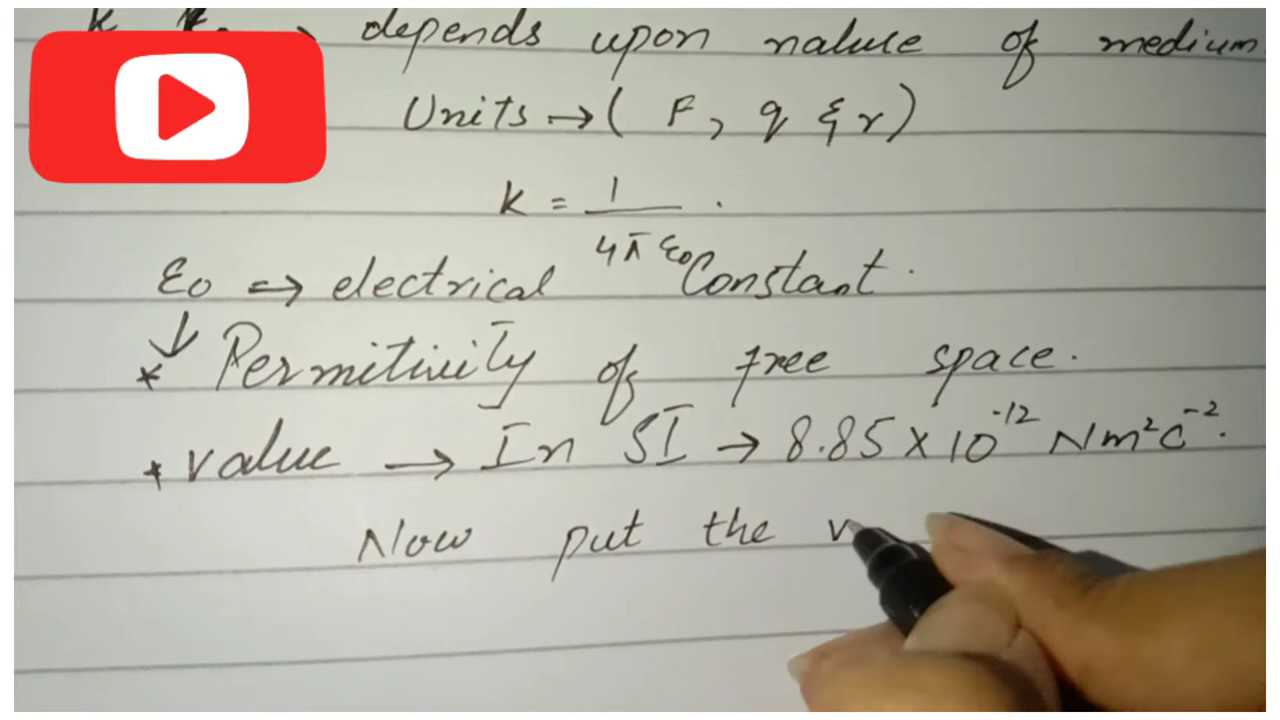 depends upon nature of medium
Units → ( F, q & r)
K = 1 / 4π ε0 .
ε0 ⇒ electrical Constant.
↓
* Permitivity of free space.
* value → In SI → 8.85 × 10⁻¹² Nm²C⁻².
Now put the v